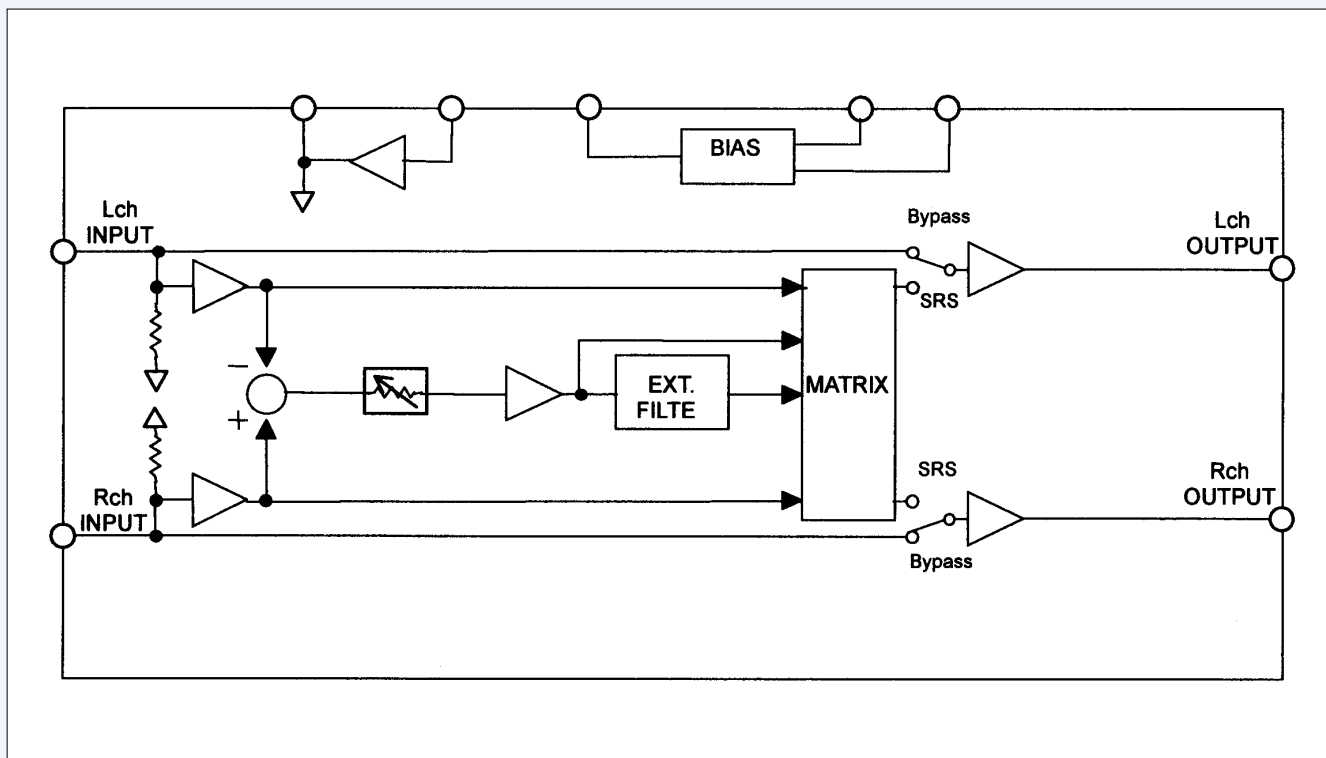 BIAS
Lch
INPUT
Bypass
Lch
OUTPUT
SRS
−
EXT.
FILTE
MATRIX
+
Rch
INPUT
SRS
Rch
OUTPUT
Bypass